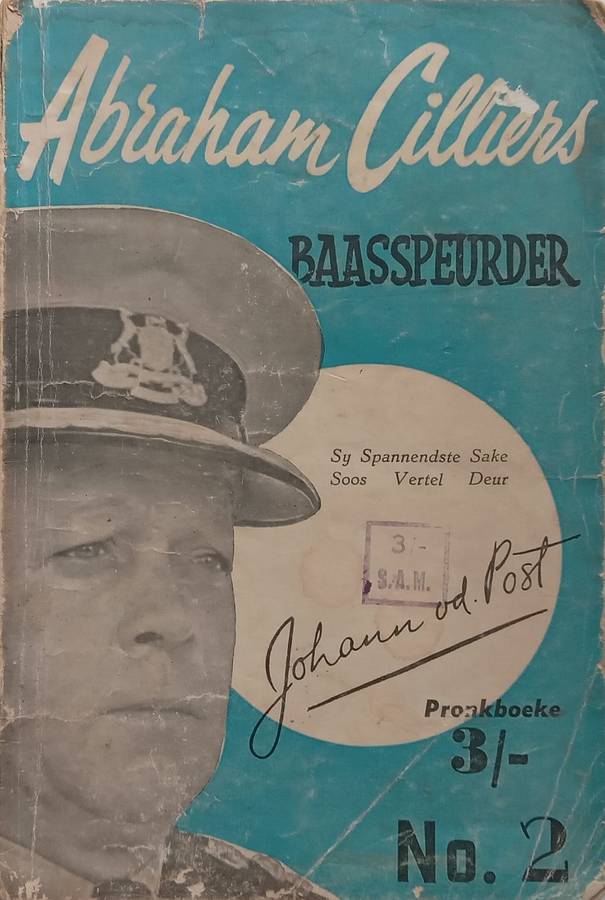 Abraham Cilliers
BAASSPEURDER
Sy Spannendste Sake
Soos Vertel Deur
3/-
S.A.M.
Johann vd. Post
Pronkboeke
3/-
No. 2